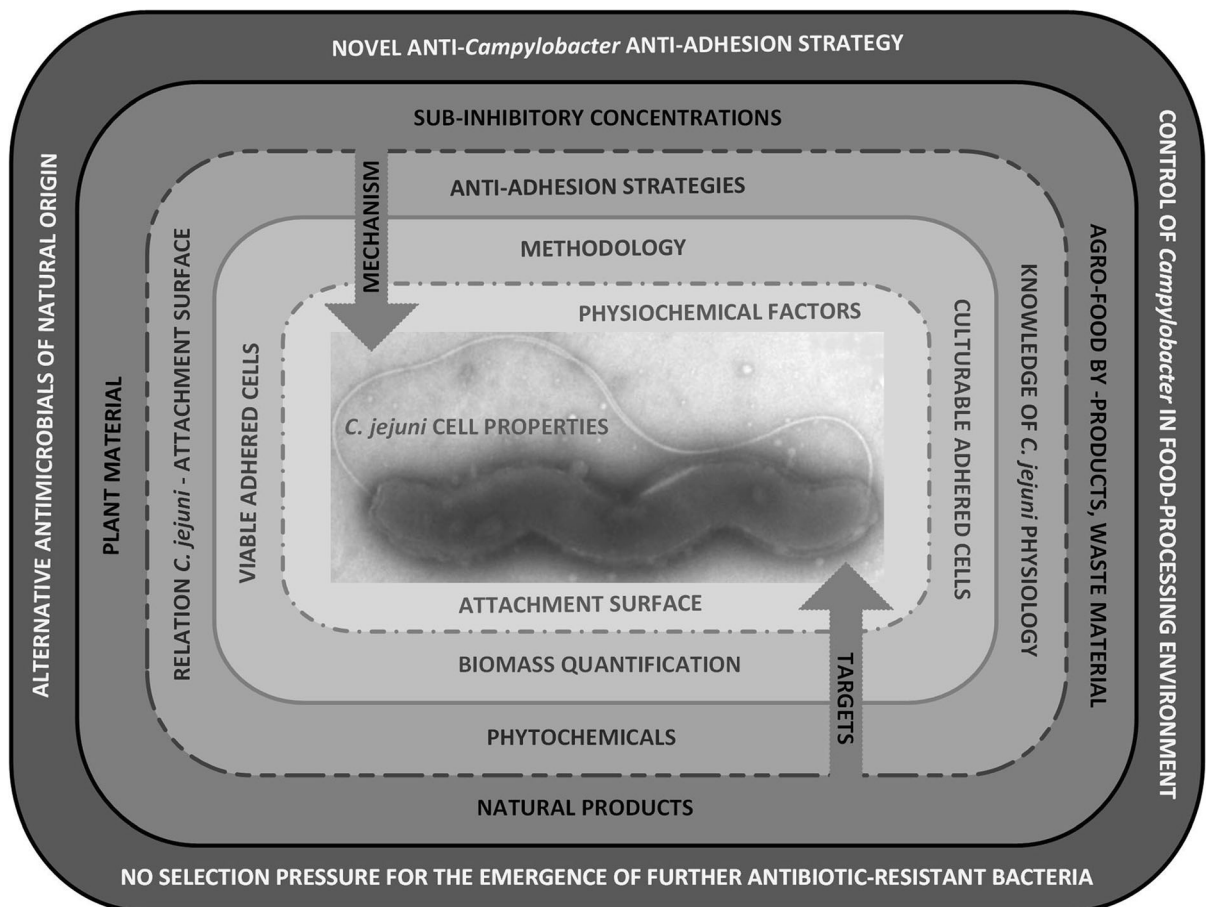 NOVEL ANTI-Campylobacter ANTI-ADHESION STRATEGY
SUB-INHIBITORY CONCENTRATIONS
ANTI-ADHESION STRATEGIES
METHODOLOGY
PHYSIOCHEMICAL FACTORS
MECHANISM
ALTERNATIVE ANTIMICROBIALS OF NATURAL ORIGIN
PLANT MATERIAL
RELATION C. jejuni - ATTACHMENT SURFACE
VIABLE ADHERED CELLS
C. jejuni CELL PROPERTIES
CULTURABLE ADHERED CELLS
KNOWLEDGE OF C. jejuni PHYSIOLOGY
AGRO-FOOD BY -PRODUCTS, WASTE MATERIAL
CONTROL OF Campylobacter IN FOOD-PROCESSING ENVIRONMENT
ATTACHMENT SURFACE
BIOMASS QUANTIFICATION
TARGETS
PHYTOCHEMICALS
NATURAL PRODUCTS
NO SELECTION PRESSURE FOR THE EMERGENCE OF FURTHER ANTIBIOTIC-RESISTANT BACTERIA